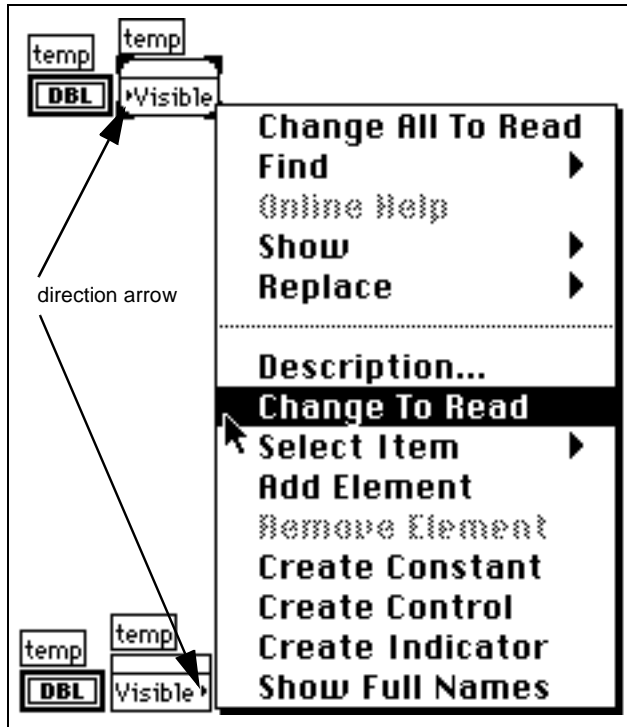 temp
temp
DBL
Visible
Change All To Read
Find
Online Help
Show
Replace
direction arrow
Description...
Change To Read
Select Item
Add Element
Remove Element
Create Constant
Create Control
Create Indicator
Show Full Names
temp
temp
DBL
Visible